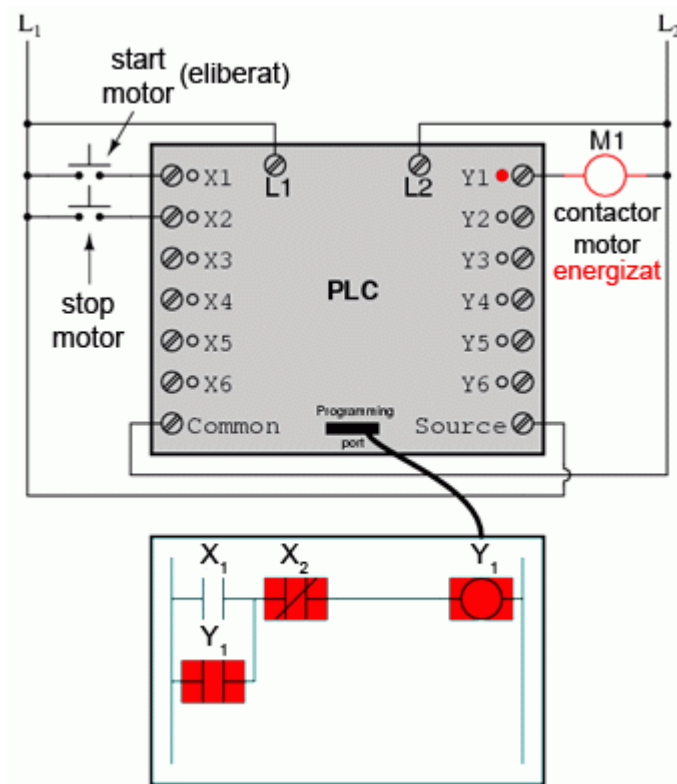 L₁
L₂
start
motor
(eliberat)
M1
X1
L1
L2
Y1
X2
Y2
contactor
motor
energizat
X3
Y3
stop
motor
X4
PLC
Y4
X5
Y5
X6
Y6
Common
Programming
port
Source
X₁
X₂
Y₁
Y₁